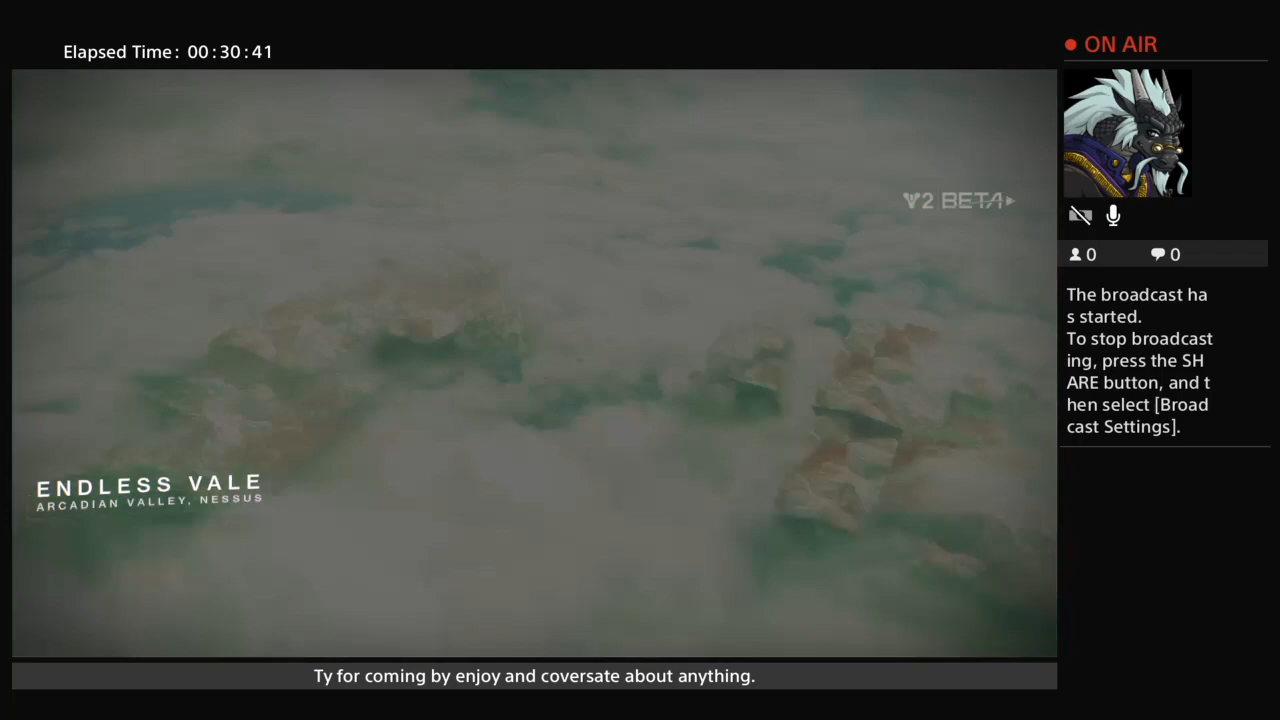 Elapsed Time: 00:30:41
ON AIR
2 BETA
0 0
The broadcast ha
s started.
To stop broadcast
ing, press the SH
ARE button, and t
hen select [Broad
cast Settings].
ENDLESS VALE
ARCADIAN VALLEY, NESSUS
Ty for coming by enjoy and coversate about anything.